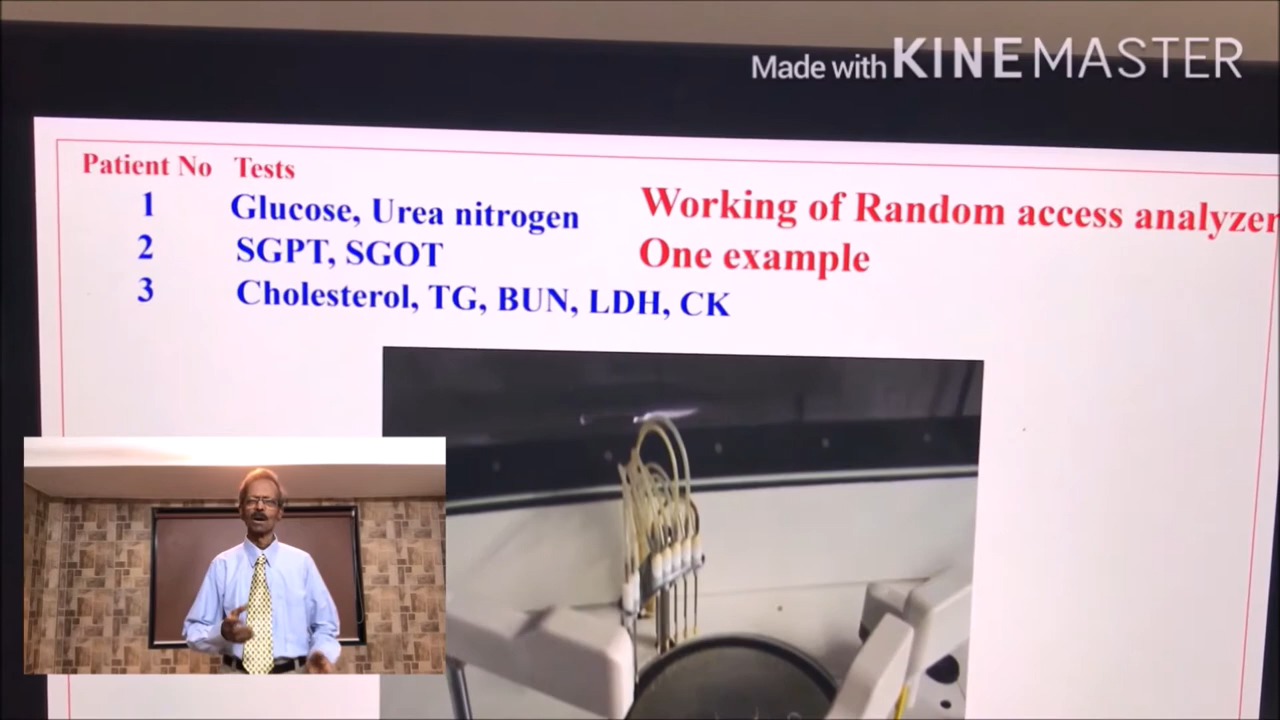 Made with KINEMASTER
Patient No Tests
1 Glucose, Urea nitrogen
2 SGPT, SGOT
3 Cholesterol, TG, BUN, LDH, CK
Working of Random access analyzer
One example